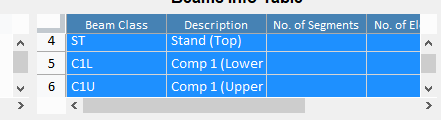 Beams Info Table
Beam Class Description No. of Segments No. of El
4 ST Stand (Top)
5 C1L Comp 1 (Lower
6 C1U Comp 1 (Upper